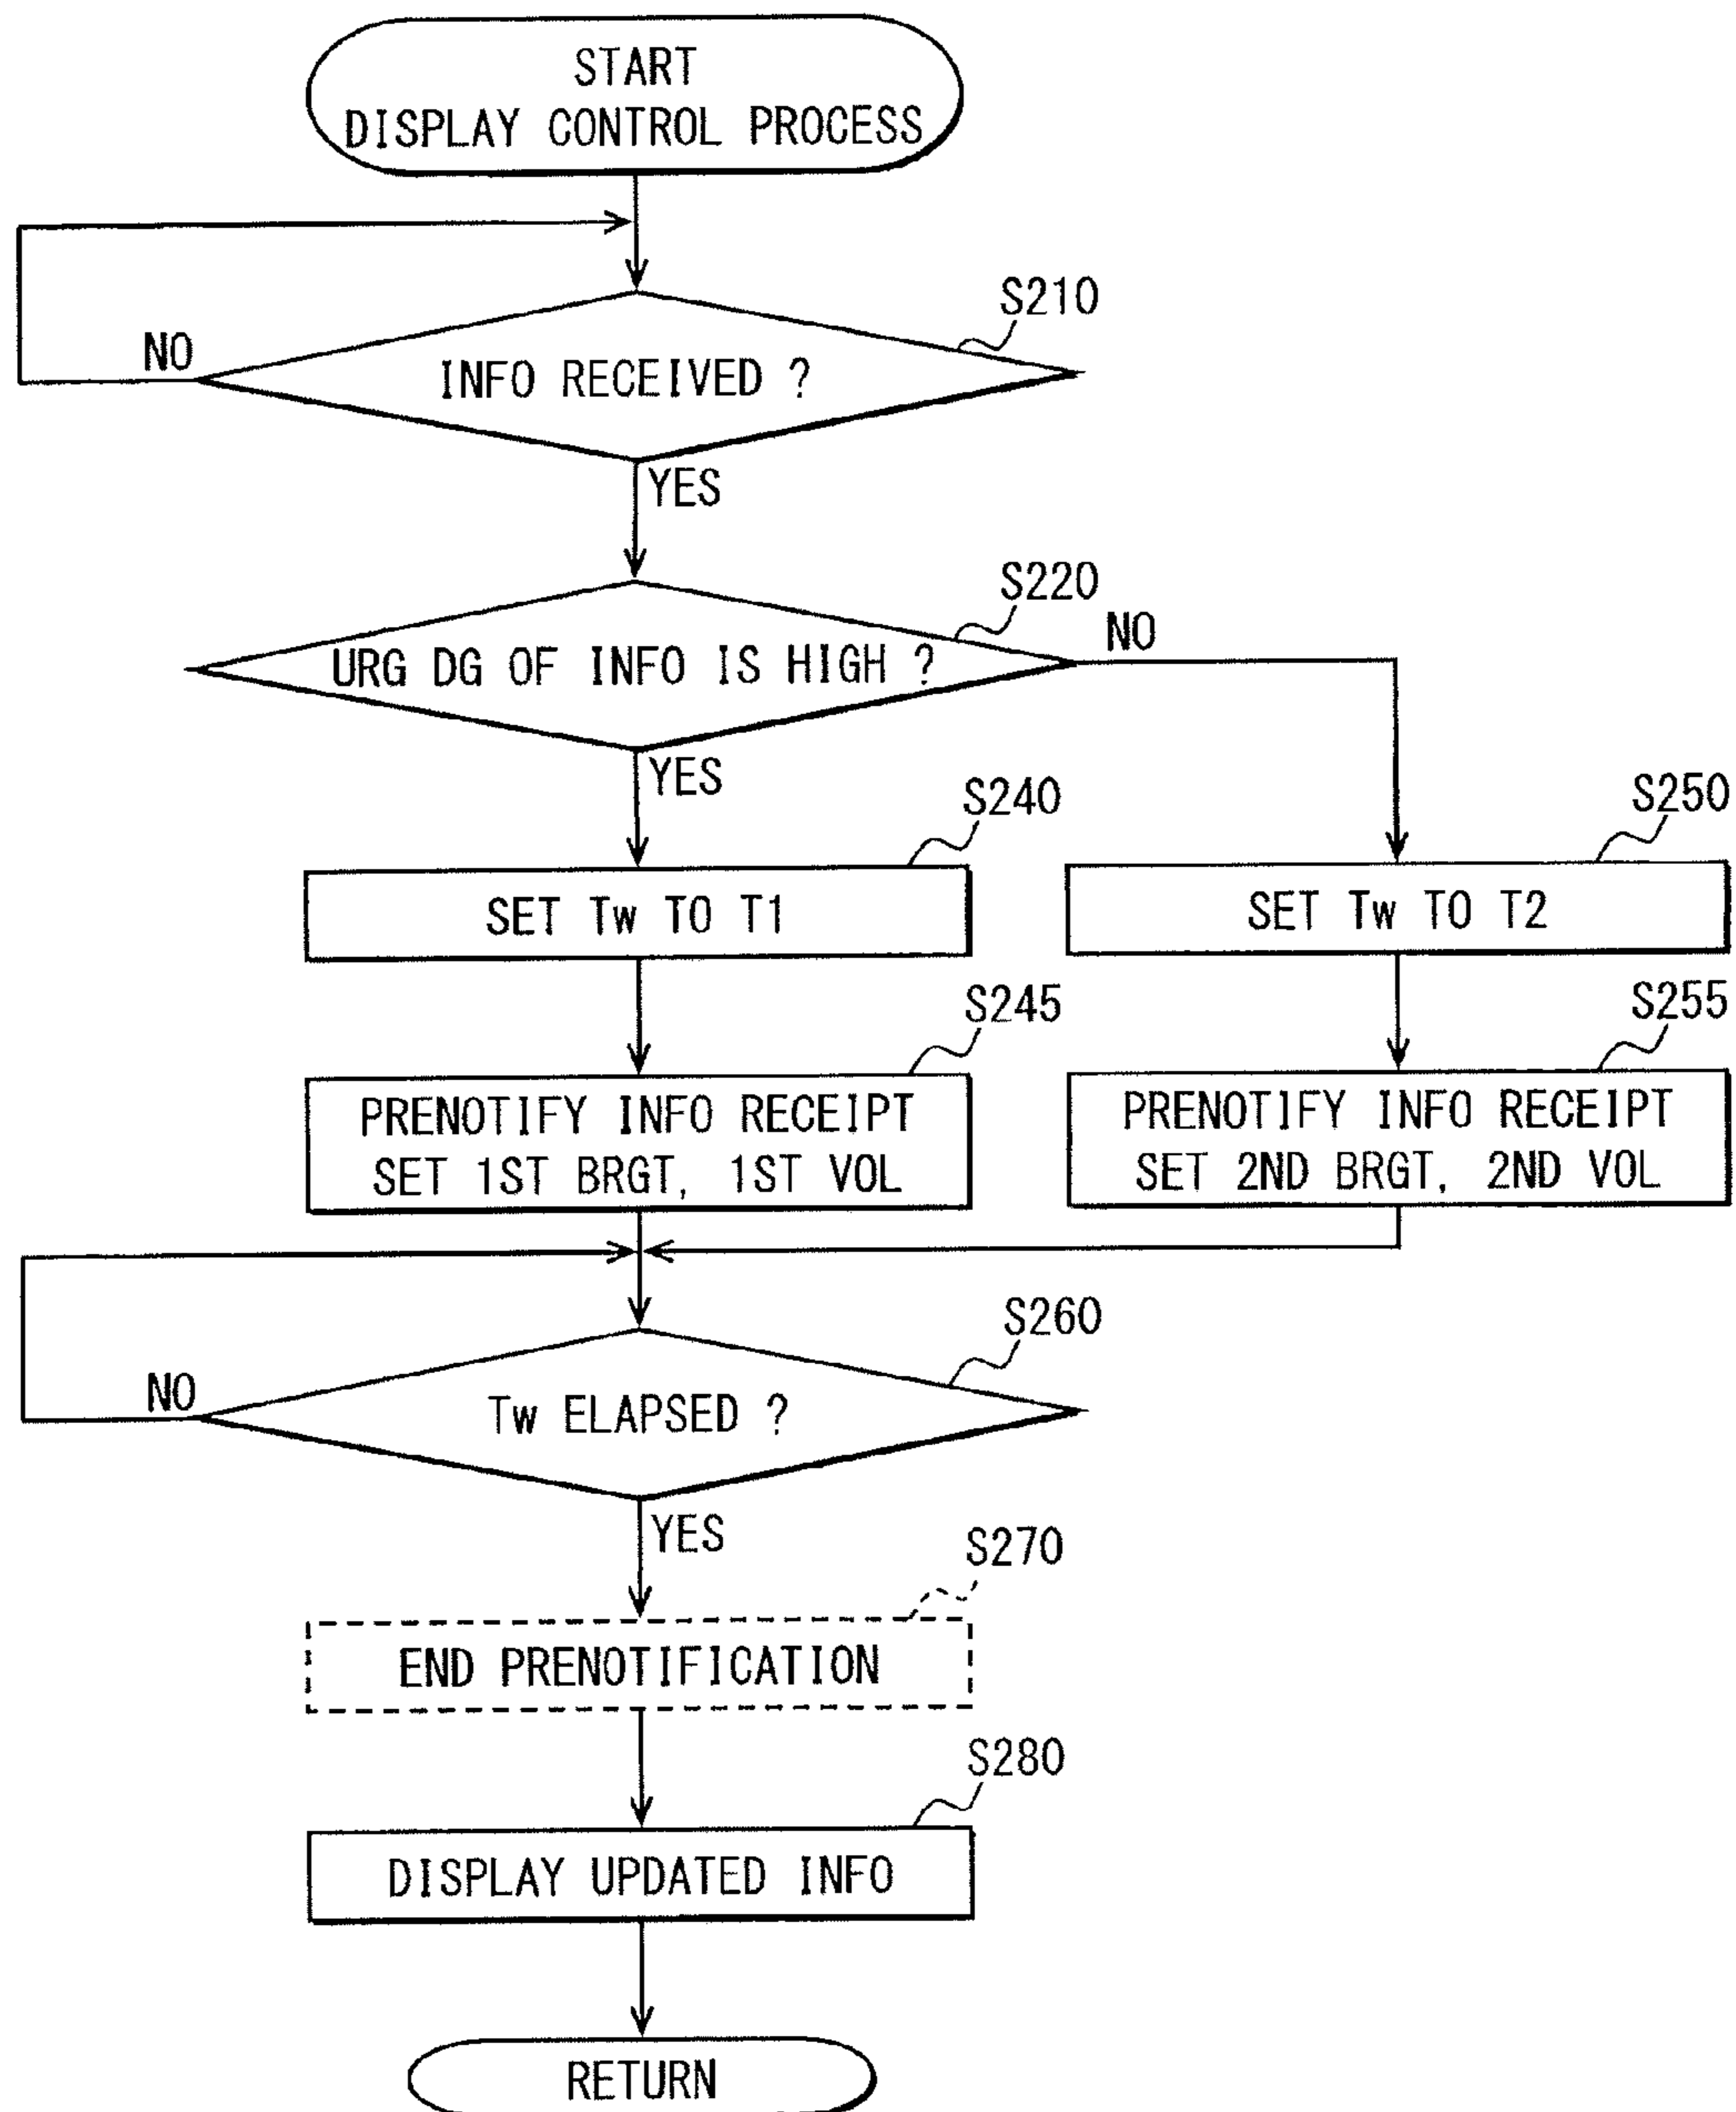 START
DISPLAY CONTROL PROCESS
S210
NO
INFO RECEIVED ?
YES
S220
NO
URG DG OF INFO IS HIGH ?
YES
S240
S250
SET Tw TO T1
SET Tw TO T2
S245
S255
PRENOTIFY INFO RECEIPT
SET 1ST BRGT, 1ST VOL
PRENOTIFY INFO RECEIPT
SET 2ND BRGT, 2ND VOL
S260
NO
Tw ELAPSED ?
YES
S270
END PRENOTIFICATION
S280
DISPLAY UPDATED INFO
RETURN